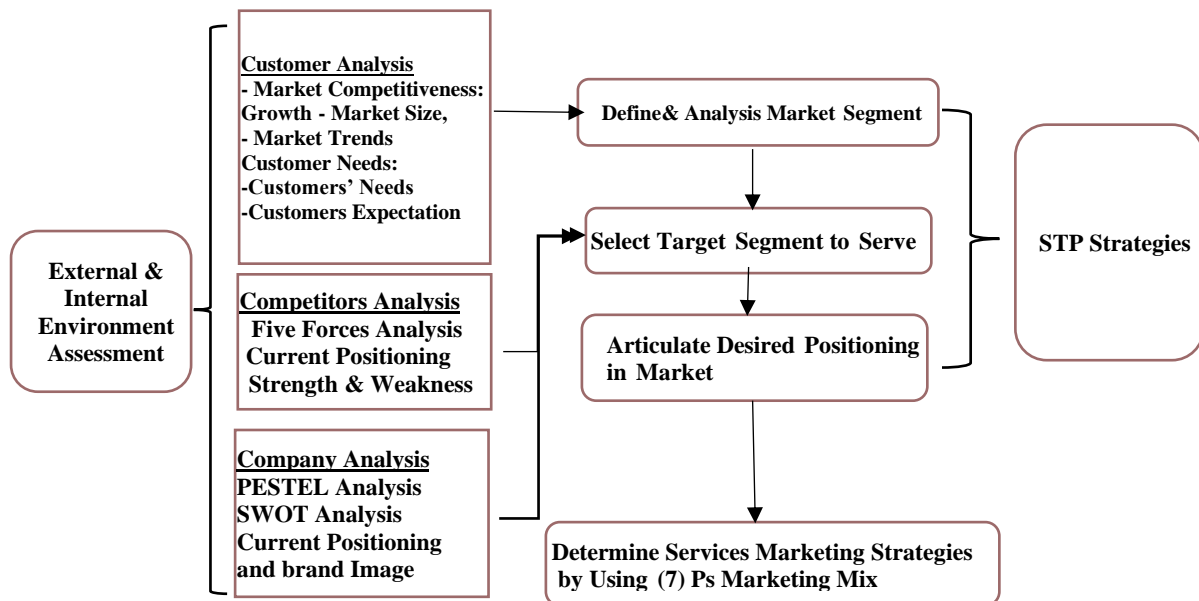 External &
Internal
Environment
Assessment
Customer Analysis
- Market Competitiveness:
Growth - Market Size,
- Market Trends
Customer Needs:
-Customers’ Needs
-Customers Expectation
Competitors Analysis
Five Forces Analysis
Current Positioning
Strength & Weakness
Company Analysis
PESTEL Analysis
SWOT Analysis
Current Positioning
and brand Image
Define& Analysis Market Segment
Select Target Segment to Serve
Articulate Desired Positioning
in Market
Determine Services Marketing Strategies
by Using (7) Ps Marketing Mix
STP Strategies